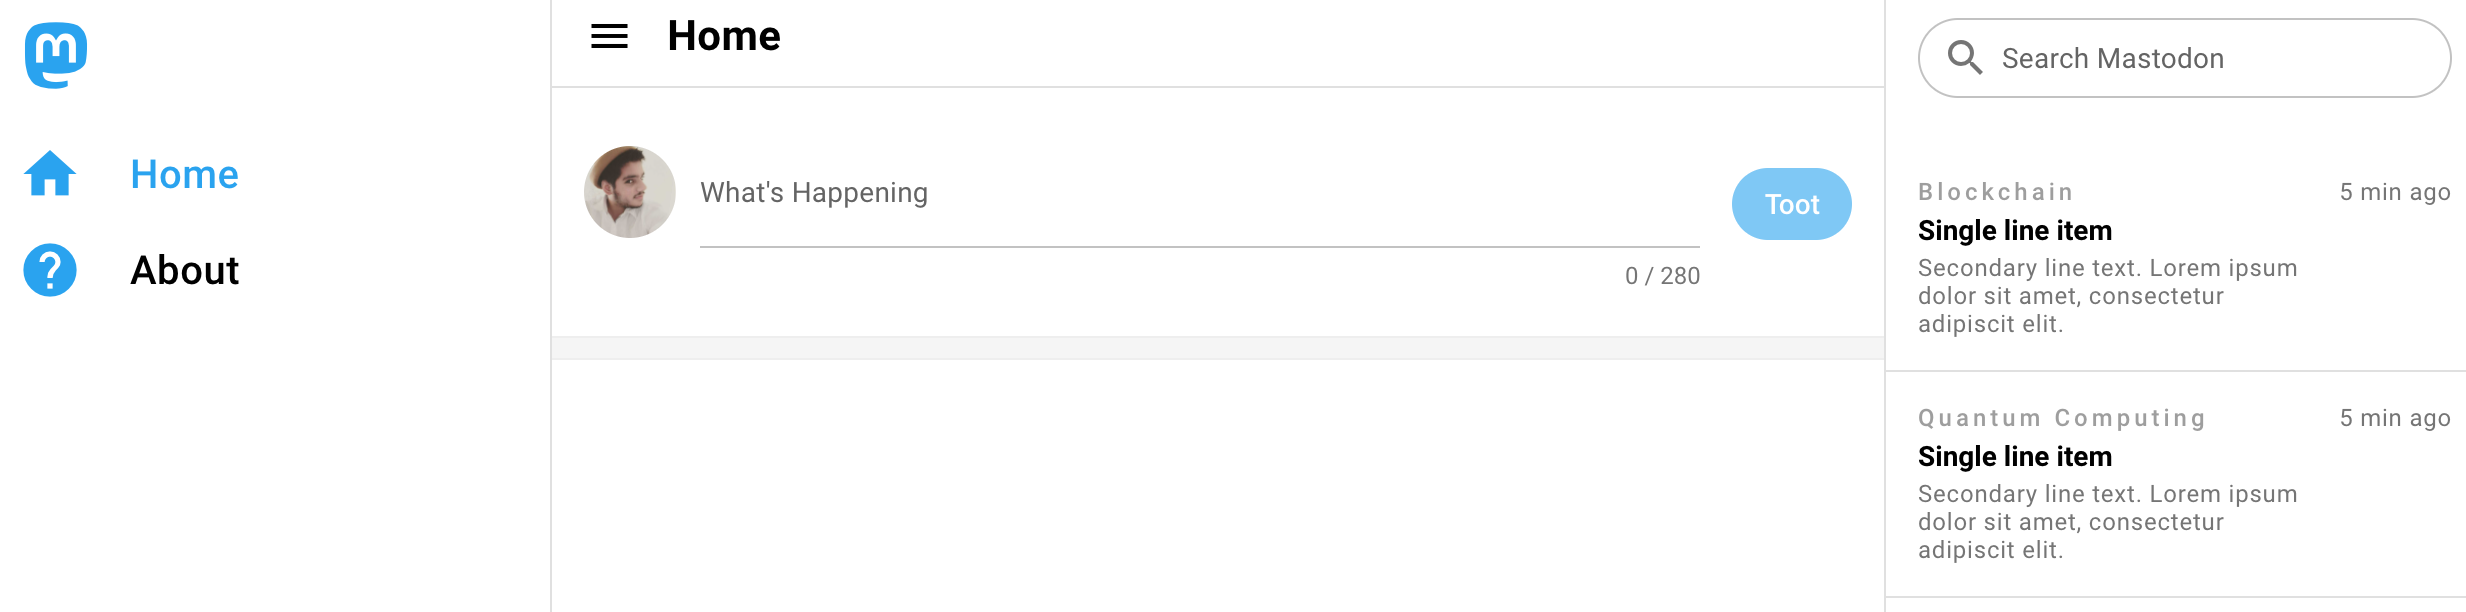 Home
About
Home
What's Happening
Toot
0 / 280
Search Mastodon
Blockchain
5 min ago
Single line item
Secondary line text. Lorem ipsum
dolor sit amet, consectetur
adipiscit elit.
Quantum Computing
5 min ago
Single line item
Secondary line text. Lorem ipsum
dolor sit amet, consectetur
adipiscit elit.